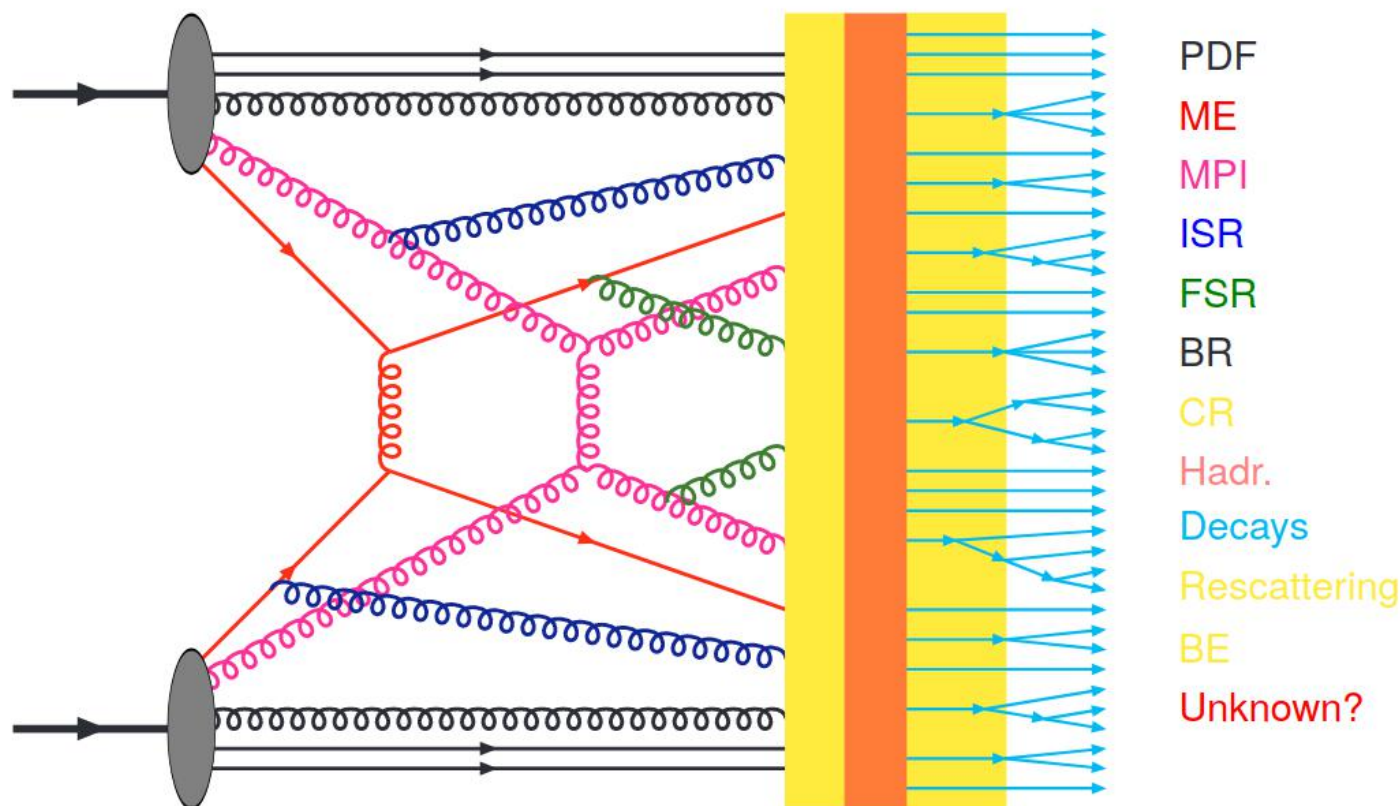 PDF
ME
MPI
ISR
FSR
BR
CR
Hadr.
Decays
Rescattering
BE
Unknown?